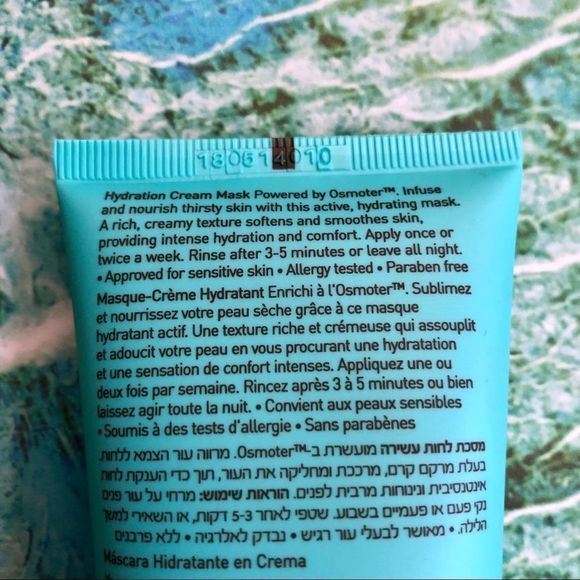 180514010
Hydration Cream Mask Powered by Osmoter™. Infuse
and nourish thirsty skin with this active, hydrating mask.
A rich, creamy texture softens and smoothes skin,
providing intense hydration and comfort. Apply once or
twice a week. Rinse after 3-5 minutes or leave all night.
• Approved for sensitive skin • Allergy tested • Paraben free
Masque-Crème Hydratant Enrichi à l'Osmoter™. Sublimez
et nourrissez votre peau sèche grâce à ce masque
hydratant actif. Une texture riche et crémeuse qui assouplit
et adoucit votre peau en vous procurant une hydratation
et une sensation de confort intenses. Appliquez une ou
deux fois par semaine. Rincez après 3 à 5 minutes ou bien
laissez agir toute la nuit. • Convient aux peaux sensibles
• Soumis à des tests d'allergie • Sans parabènes
מסכת לחות עשירה מועשרת ב-Osmoter™. מרווה עור הצמא ללחות
בעלת מרקם קרם, מרככת ומחליקה את העור, תוך כדי הענקת לחות
אינטנסיבית ונינוחות מרבית לפנים. הוראות שימוש: מרחי על עור פנים
נקי פעם או פעמיים בשבוע. שטפי לאחר 3-5 דקות, או השאירי למשך
הלילה. • מאושר לבעלי עור רגיש • נבדק לאלרגיה • ללא פרבנים
Máscara Hidratante en Crema